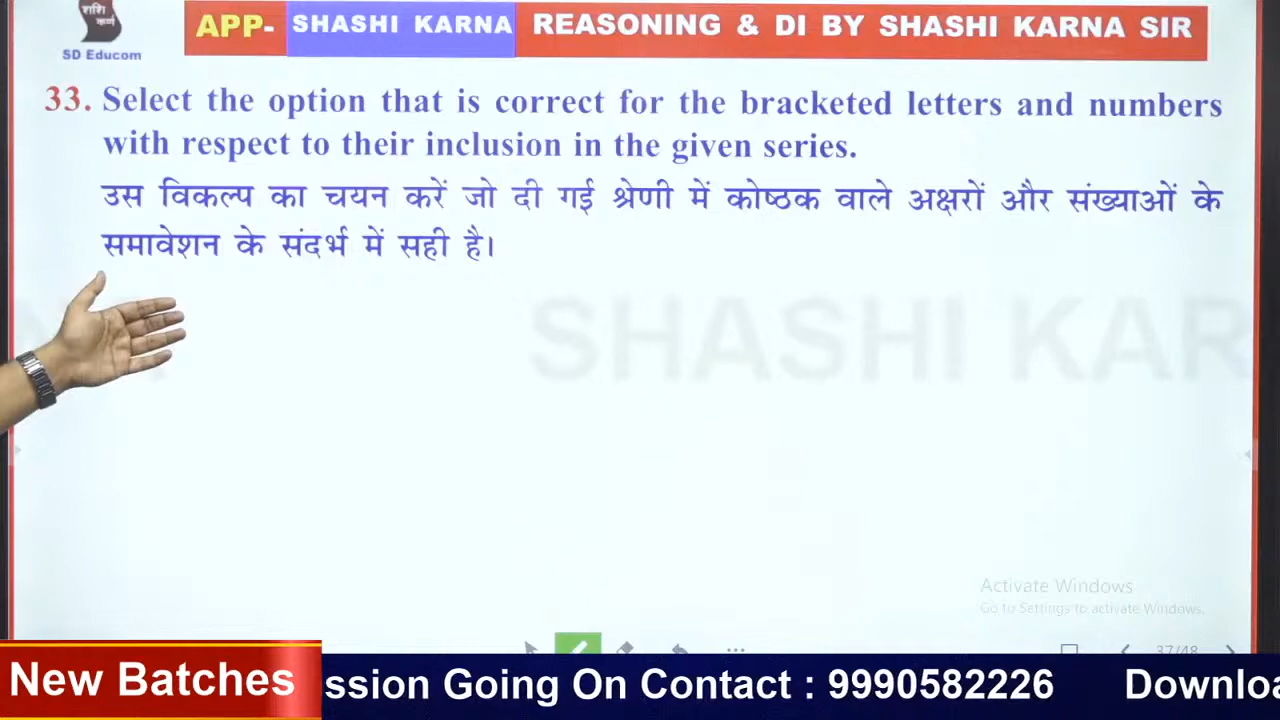 शशि
कर्ण
SD Educom
APP- SHASHI KARNA REASONING & DI BY SHASHI KARNA SIR
33. Select the option that is correct for the bracketed letters and numbers
with respect to their inclusion in the given series.
उस विकल्प का चयन करें जो दी गई श्रेणी में कोष्ठक वाले अक्षरों और संख्याओं के
समावेशन के संदर्भ में सही है।
SHASHI KAR
Activate Windows
Go to Settings to activate Windows.
37/48
New Batches ssion Going On Contact : 9990582226 Downloa